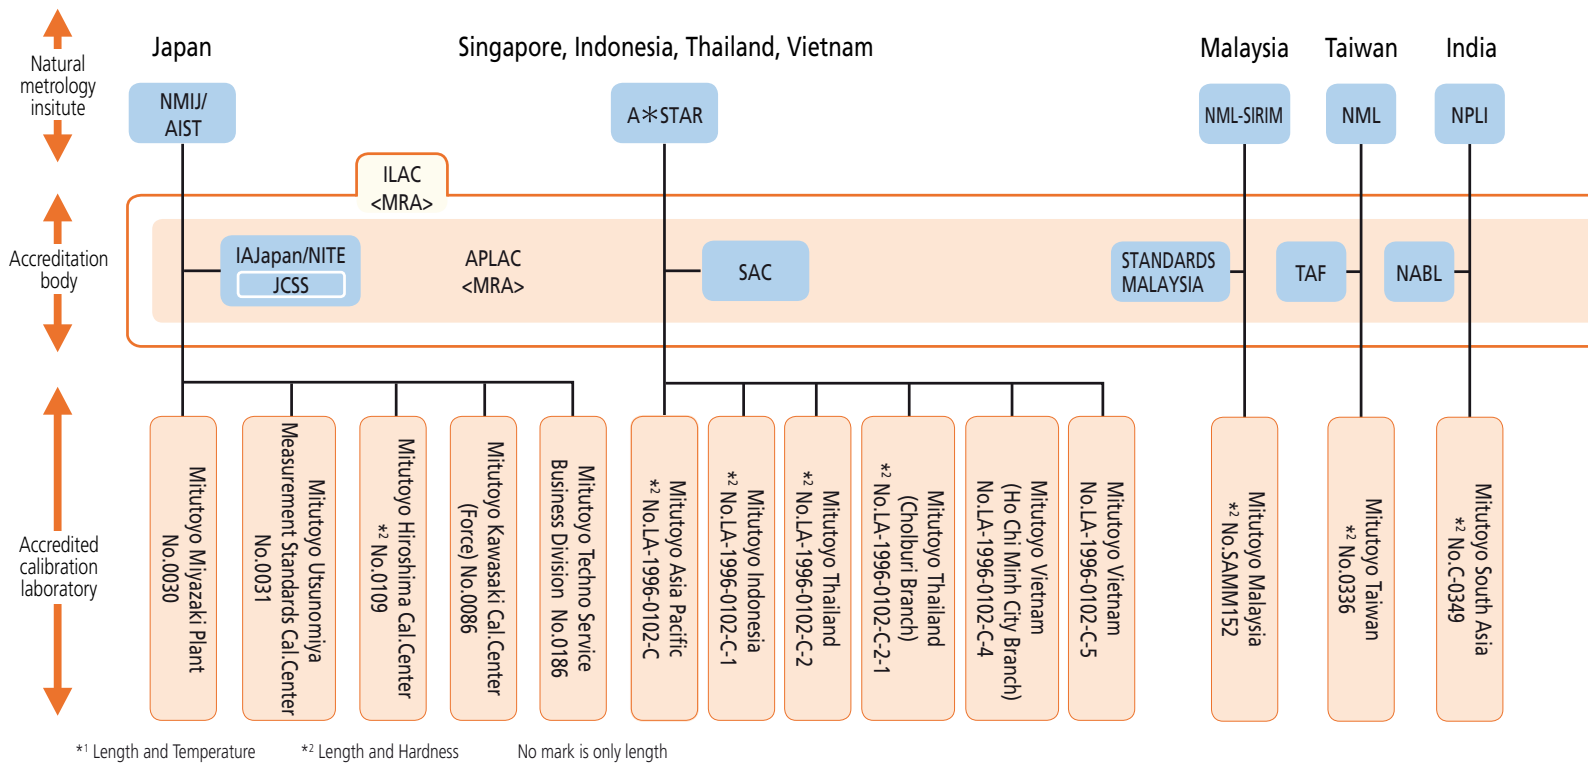 Japan
Singapore, Indonesia, Thailand, Vietnam
Malaysia
Taiwan
India
Natural
metrology
insitute
NMIJ/
AIST
A＊STAR
NML-SIRIM
NML
NPLI
ILAC
<MRA>
Accreditation
body
IAJapan/NITE
JCSS
APLAC
<MRA>
SAC
STANDARDS
MALAYSIA
TAF
NABL
Accredited
calibration
laboratory
Mitutoyo Miyazaki Plant
No.0030
Mitutoyo Utsunomiya
Measurement Standards Cal.Center
No.0031
Mitutoyo Hiroshima Cal.Center
*2 No.0109
Mitutoyo Kawasaki Cal.Center
(Force) No.0086
Mitutoyo Techno Service
Business Division No.0186
Mitutoyo Asia Pacific
*2 No.LA-1996-0102-C
Mitutoyo Indonesia
*2 No.LA-1996-0102-C-1
Mitutoyo Thailand
*2 No.LA-1996-0102-C-2
Mitutoyo Thailand
(Cholburi Branch)
*2 No.LA-1996-0102-C-2-1
Mitutoyo Vietnam
(Ho Chi Minh City Branch)
No.LA-1996-0102-C-4
Mitutoyo Vietnam
No.LA-1996-0102-C-5
Mitutoyo Malaysia
*2 No.SAMM152
Mitutoyo Taivan
*2 No.0336
Mitutoyo South Asia
*2 No.C-0349
*1 Length and Temperature
*2 Length and Hardness
No mark is only length